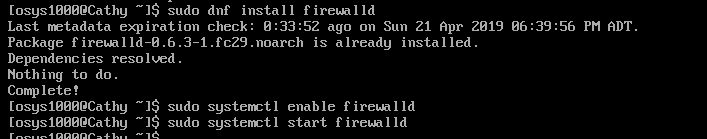 [osys1000@Cathy ~]$ sudo dnf install firewalld
Last metadata expiration check: 0:33:52 ago on Sun 21 Apr 2019 06:39:56 PM ADT.
Package firewalld-0.6.3-1.fc29.noarch is already installed.
Dependencies resolved.
Nothing to do.
Complete!
[osys1000@Cathy ~]$ sudo systemctl enable firewalld
[osys1000@Cathy ~]$ sudo systemctl start firewalld
[osys1000@Cathy ~]$